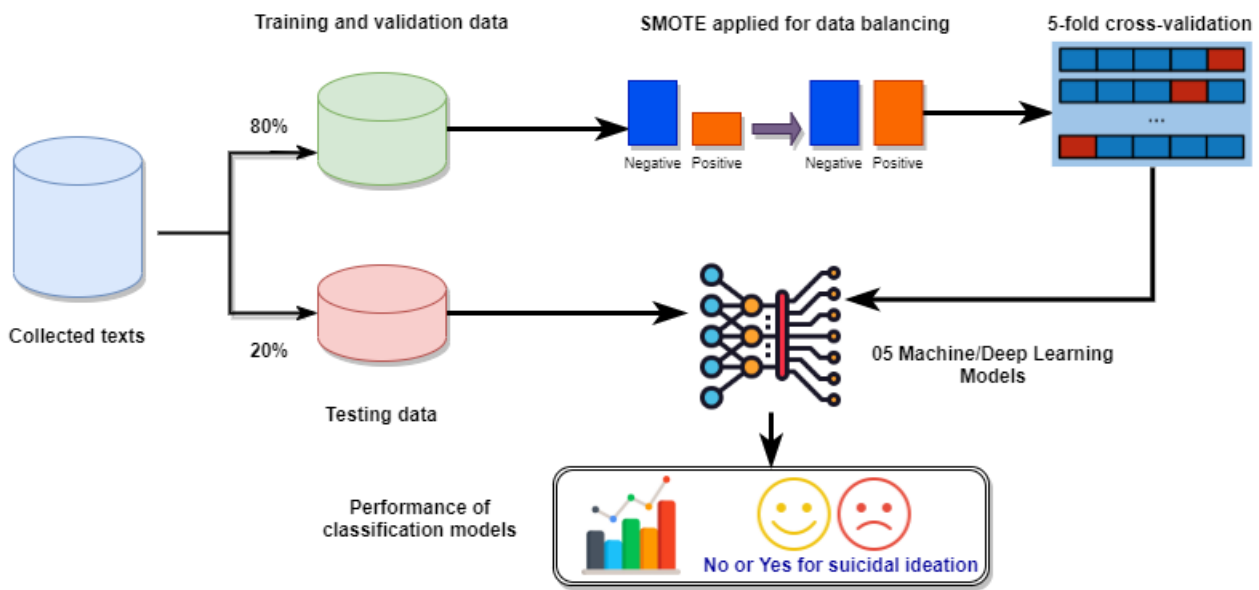 Training and validation data
SMOTE applied for data balancing
5-fold cross-validation
80%
...
Negative
Positive
Negative
Positive
Collected texts
20%
05 Machine/Deep Learning
Models
Testing data
Performance of
classification models
No or Yes for suicidal ideation